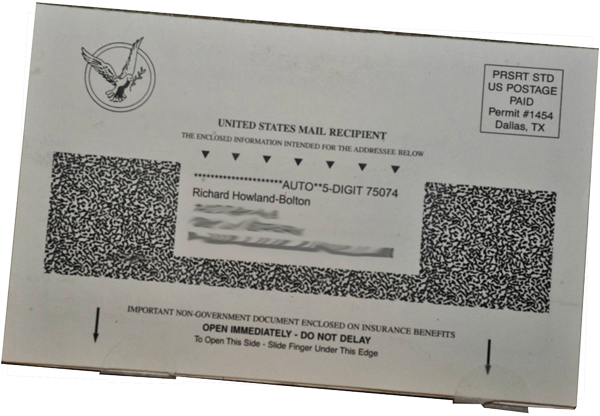 PRSRT STD
US POSTAGE
PAID
Permit #1454
Dallas, TX
UNITED STATES MAIL RECIPIENT
THE ENCLOSED INFORMATION INTENDED FOR THE ADDRESSEE BELOW
**********************AUTO**5-DIGIT 75074
Richard Howland-Bolton
IMPORTANT NON-GOVERNMENT DOCUMENT ENCLOSED ON INSURANCE BENEFITS
OPEN IMMEDIATELY - DO NOT DELAY
To Open This Side - Slide Finger Under This Edge